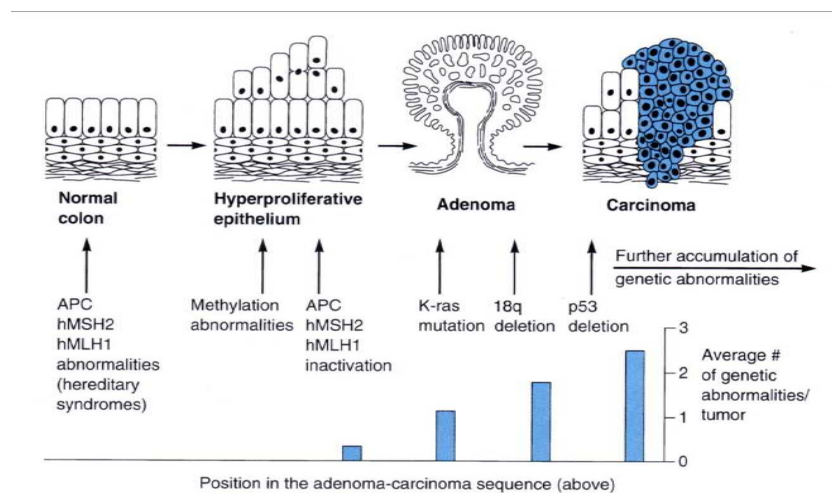 Normal
colon
Hyperproliferative
epithelium
Adenoma
Carcinoma
APC
hMSH2
hMLH1
abnormalities
(hereditary
syndromes)
Methylation
abnormalities
APC
hMSH2
hMLH1
inactivation
K-ras
mutation
18q
deletion
p53
deletion
Further accumulation of
genetic abnormalities
3
2
1
0
Average #
of genetic
abnormalities/
tumor
Position in the adenoma-carcinoma sequence (above)